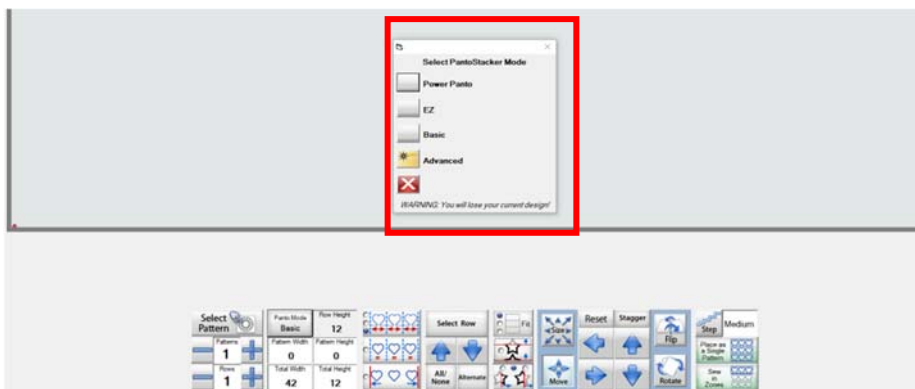 Select PantoStacker Mode
Power Panto
EZ
Basic
Advanced
WARNING: You will lose your current design!
Select Pattern
Panto Mode
Basic
Row Height
12
Select Row
Fit
Size
Reset
Stagger
Flip
Step
Medium
Patterns
1
Pattern Width
0
Pattern Height
0
Place as
a Single
Pattern
Rows
1
Total Width
42
Total Height
12
All/
None
Alternate
Move
Rotate
Sew
in
Zones